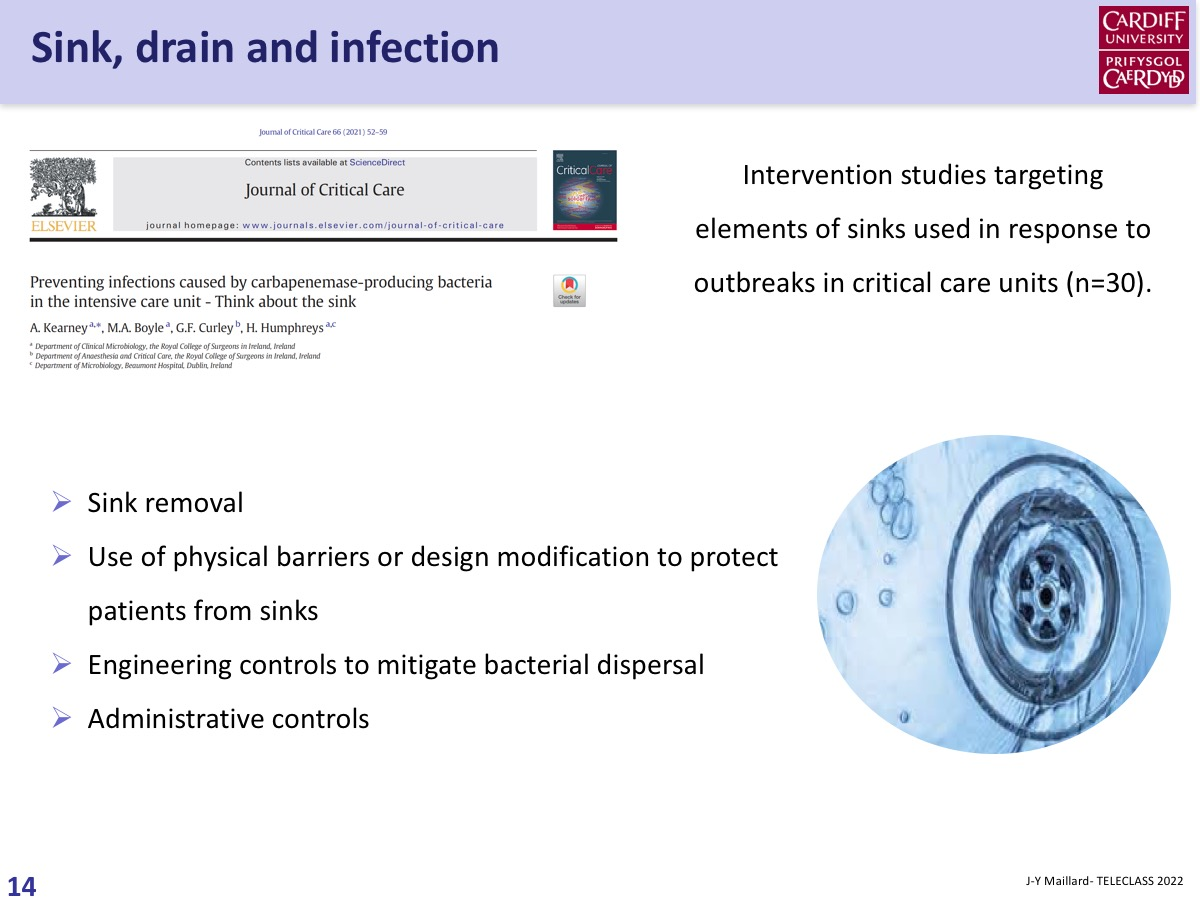 Sink, drain and infection
CARDIFF
UNIVERSITY
PRIFYSGOL
CAERDYDD
Journal of Critical Care 66 (2021) 52–59
Contents lists available at ScienceDirect
Journal of Critical Care
journal homepage: www.journals.elsevier.com/journal-of-critical-care
ELSEVIER
Preventing infections caused by carbapenemase-producing bacteria
in the intensive care unit - Think about the sink
Check for
updates
A. Kearney a,*, M.A. Boyle a, G.F. Curley b, H. Humphreys a,c
a Department of Clinical Microbiology, the Royal College of Surgeons in Ireland, Ireland
b Department of Anaesthesia and Critical Care, the Royal College of Surgeons in Ireland, Ireland
c Department of Microbiology, Beaumont Hospital, Dublin, Ireland
Intervention studies targeting
elements of sinks used in response to
outbreaks in critical care units (n=30).
➢ Sink removal
➢ Use of physical barriers or design modification to protect
patients from sinks
➢ Engineering controls to mitigate bacterial dispersal
➢ Administrative controls
14
J-Y Maillard- TELECLASS 2022